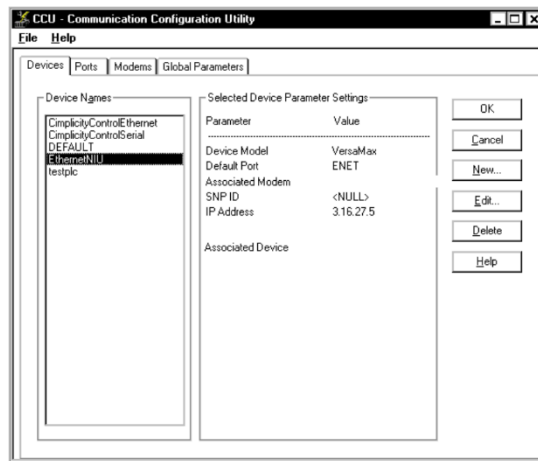 CCU - Communication Configuration Utility
File Help
Devices Ports Modems Global Parameters
Device Names
CimplicityControlEthernet
CimplicityControlSerial
DEFAULT
EthernetNIU
testplc
Selected Device Parameter Settings
Parameter Value
Device Model VersaMax
Default Port ENET
Associated Modem
SNP ID <NULL>
IP Address 3.16.27.5
Associated Device
OK
Cancel
New...
Edit...
Delete
Help